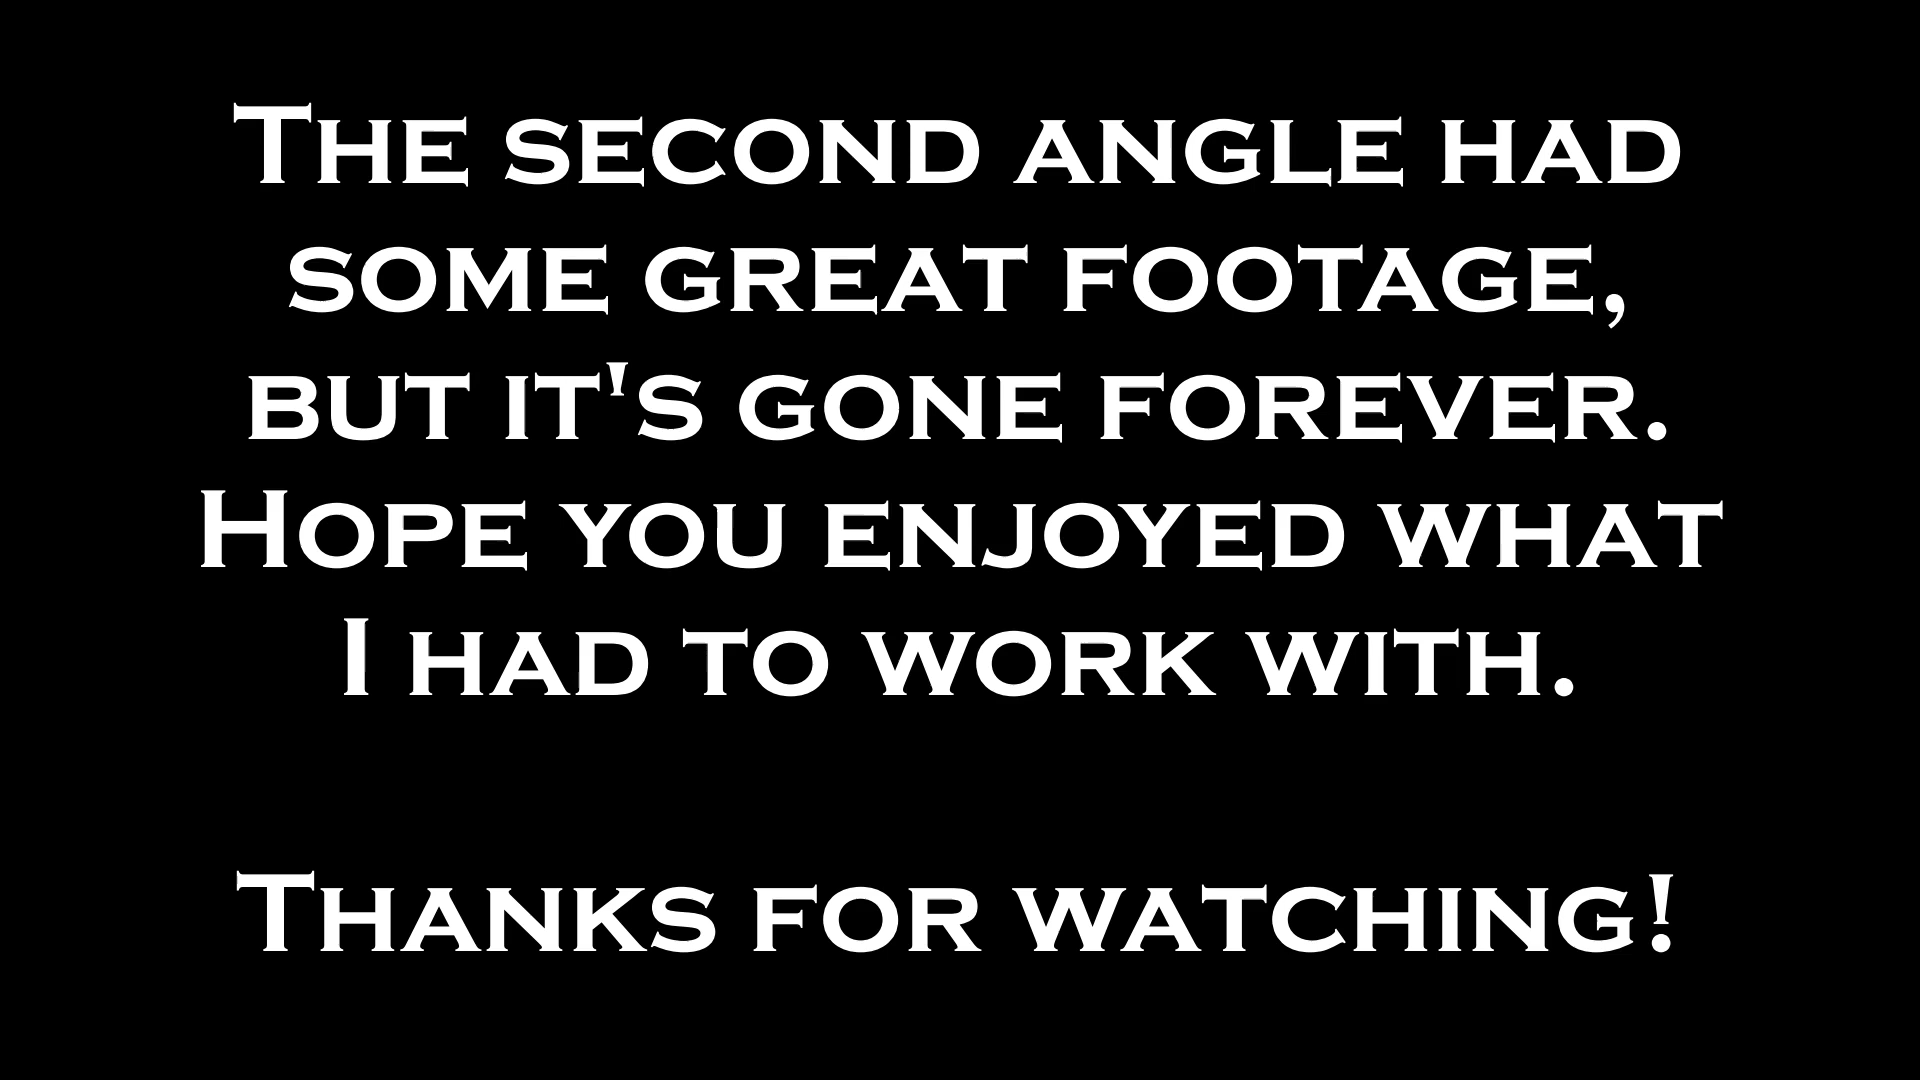 The second angle had
some great footage,
but it's gone forever.
Hope you enjoyed what
I had to work with.
Thanks for watching!